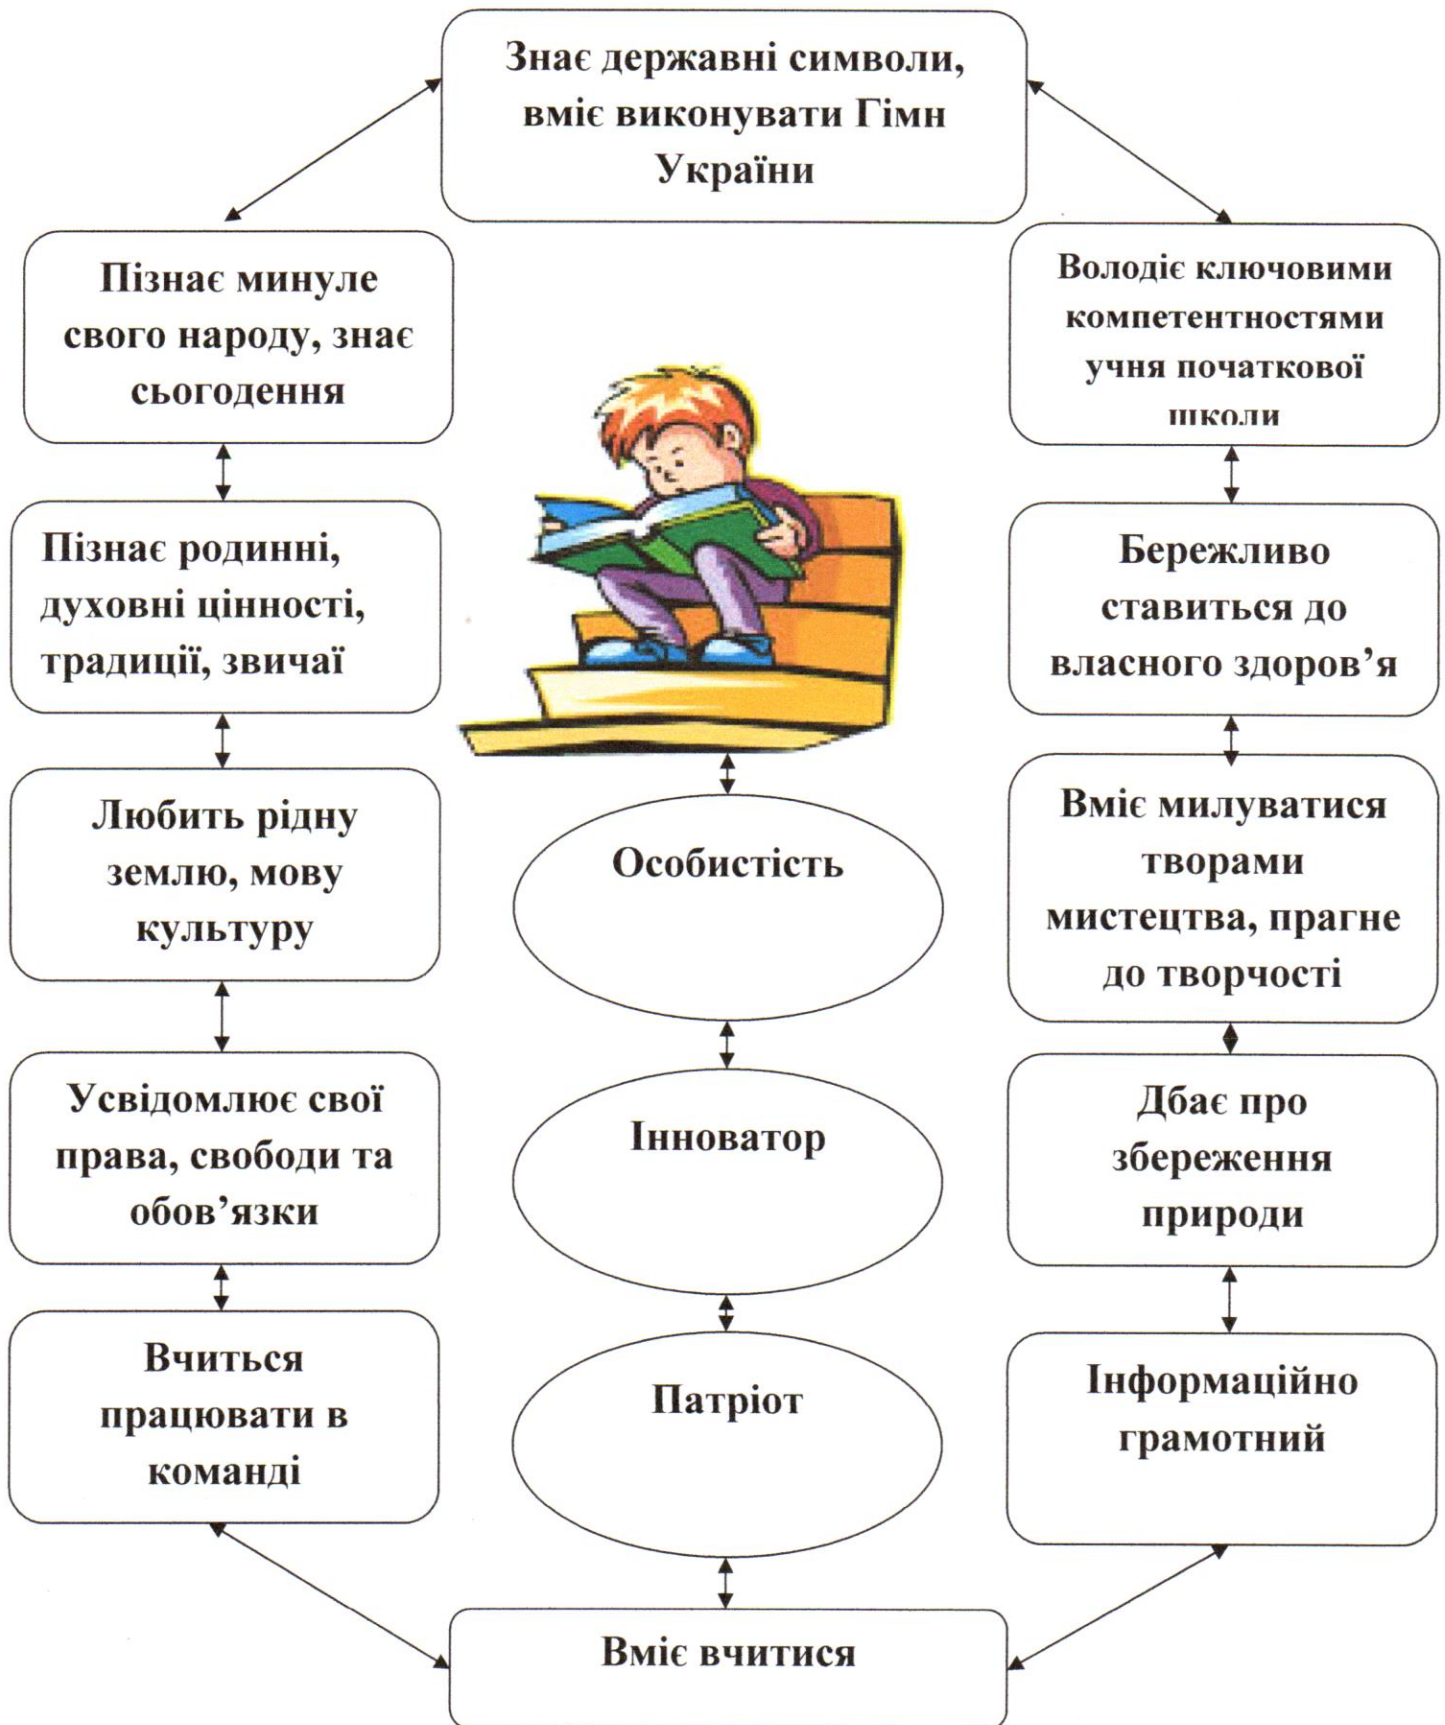 Знає державні символи,
вміє виконувати Гімн
України
Пізнає минуле
свого народу, знає
сьогодення
Володіє ключовими
компетентностями
учня початкової
школи
Пізнає родинні,
духовні цінності,
традиції, звичаї
Бережливо
ставиться до
власного здоров’я
Любить рідну
землю, мову
культуру
Особистість
Вміє милуватися
творами
мистецтва, прагне
до творчості
Усвідомлює свої
права, свободи та
обов’язки
Інноватор
Дбає про
збереження
природи
Вчиться
працювати в
команді
Патріот
Інформаційно
грамотний
Вміє вчитися